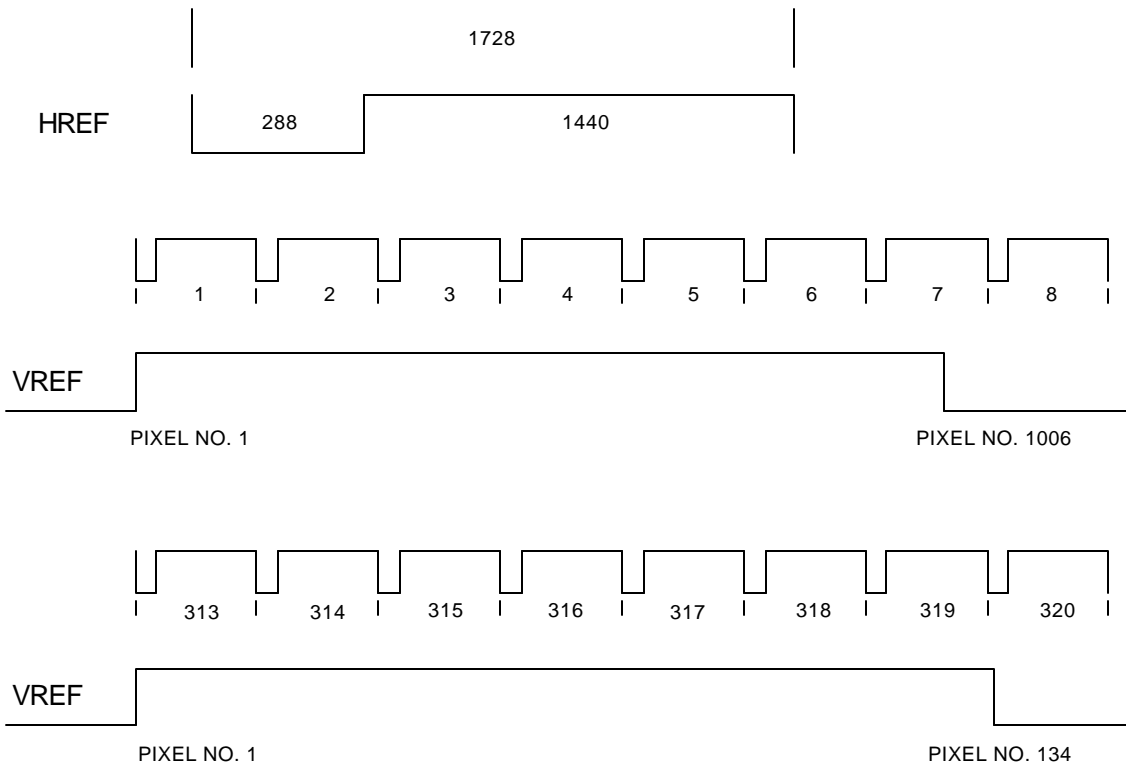 1728
HREF 288 1440
1 2 3 4 5 6 7 8
VREF
PIXEL NO. 1 PIXEL NO. 1006
313 314 315 316 317 318 319 320
VREF
PIXEL NO. 1 PIXEL NO. 134